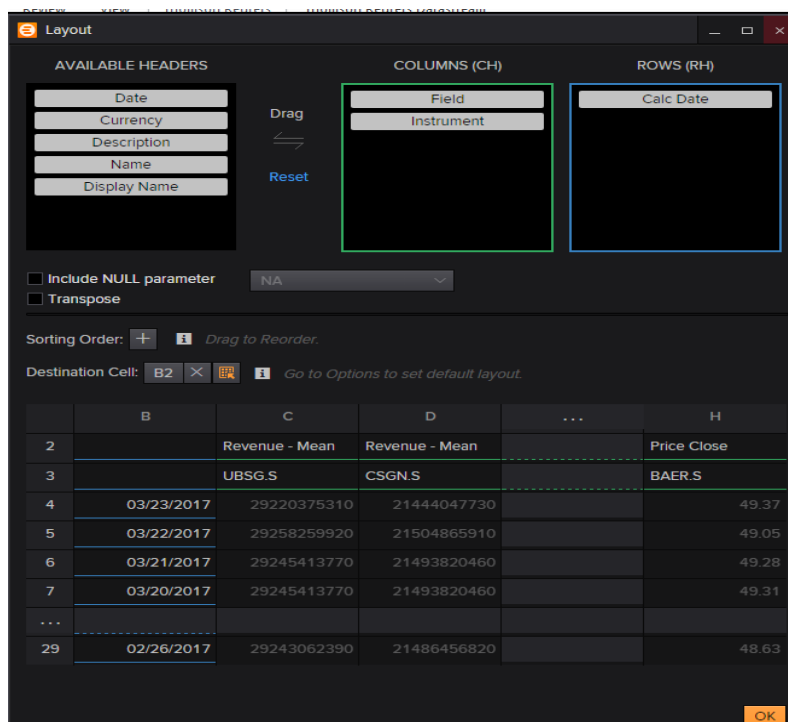 Layout
AVAILABLE HEADERS
COLUMNS (CH)
ROWS (RH)
Date
Currency
Description
Name
Display Name
Drag
Reset
Field
Instrument
Calc Date
Include NULL parameter
NA
Transpose
Sorting Order: + i Drag to Reorder.
Destination Cell: B2 × i Go to Options to set default layout.
B C D ... H
2 Revenue - Mean Revenue - Mean Price Close
3 UBSG.S CSGN.S BAER.S
4 03/23/2017 29220375310 21444047730 49.37
5 03/22/2017 29258259920 21504865910 49.05
6 03/21/2017 29245413770 21493820460 49.28
7 03/20/2017 29245413770 21493820460 49.31
...
29 02/26/2017 29243062390 21486456820 48.63
OK